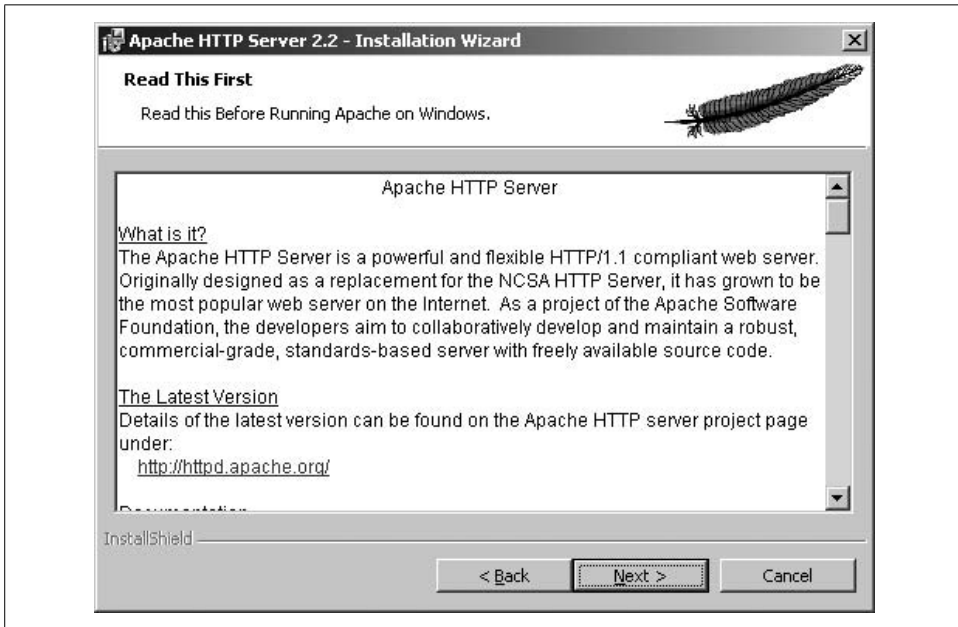 Apache HTTP Server 2.2 - Installation Wizard
Read This First
Read this Before Running Apache on Windows.
Apache HTTP Server
What is it?
The Apache HTTP Server is a powerful and flexible HTTP/1.1 compliant web server.
Originally designed as a replacement for the NCSA HTTP Server, it has grown to be
the most popular web server on the Internet.  As a project of the Apache Software
Foundation, the developers aim to collaboratively develop and maintain a robust,
commercial-grade, standards-based server with freely available source code.
The Latest Version
Details of the latest version can be found on the Apache HTTP server project page
under:
http://httpd.apache.org/
Documentation
InstallShield
< Back
Next >
Cancel